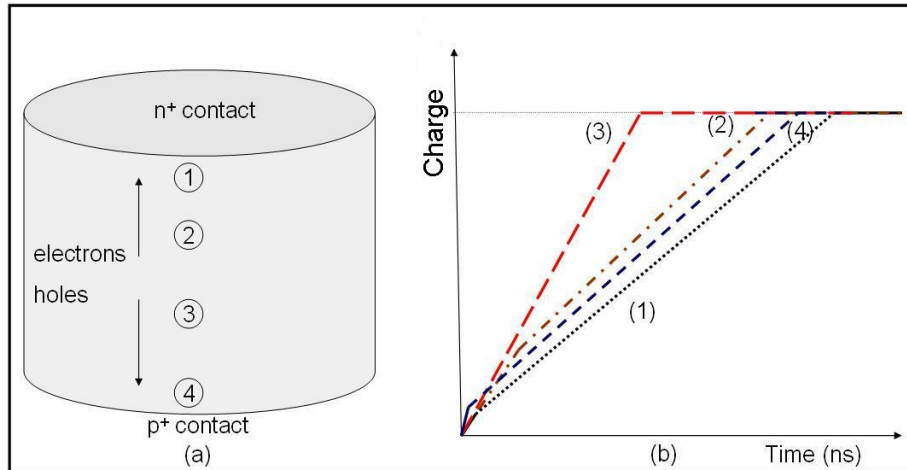 n+ contact
1
2
electrons
holes
3
4
p+ contact
(a)
Charge
(3)
(2)
(4)
(1)
(b)
Time (ns)